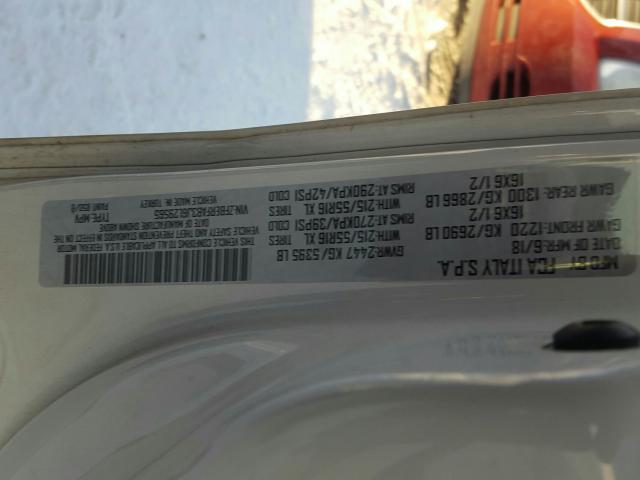 MFD BY FCA ITALY S.P.A.
DATE OF MFR:6/18 GVWR:2447 KG/5395 LB
GAWR FRONT:1220 KG/2690 LB WITH:215/55R16 XL TIRES
16X6 1/2 RIMS AT:270KPA/39PSI COLD
GAWR REAR:1300 KG/2866 LB WITH:215/55R16 XL TIRES
16X6 1/2 RIMS AT:290KPA/42PSI COLD
THIS VEHICLE CONFORMS TO ALL APPLICABLE U.S.FEDERAL MOTOR
VEHICLE SAFETY AND THEFT PREVENTION STANDARDS IN EFFECT ON THE
DATE OF MANUFACTURE SHOWN ABOVE
VEHICLE MADE IN TURKEY
TYPE: MPV